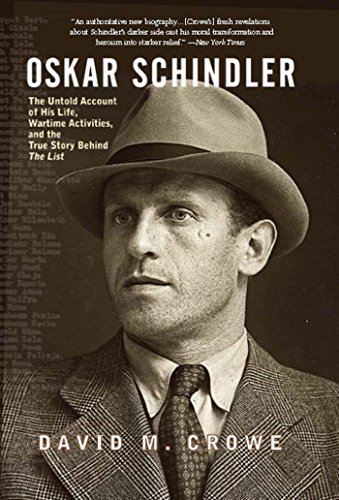 "An authoritative new biography...[Crowe's] fresh revelations
about Schindler's darker side cast his moral transformation and
heroism into starker relief." —New York Times
OSKAR SCHINDLER
The Untold Account
of His Life,
Wartime Activities,
and the
True Story Behind
The List
DAVID M. CROWE